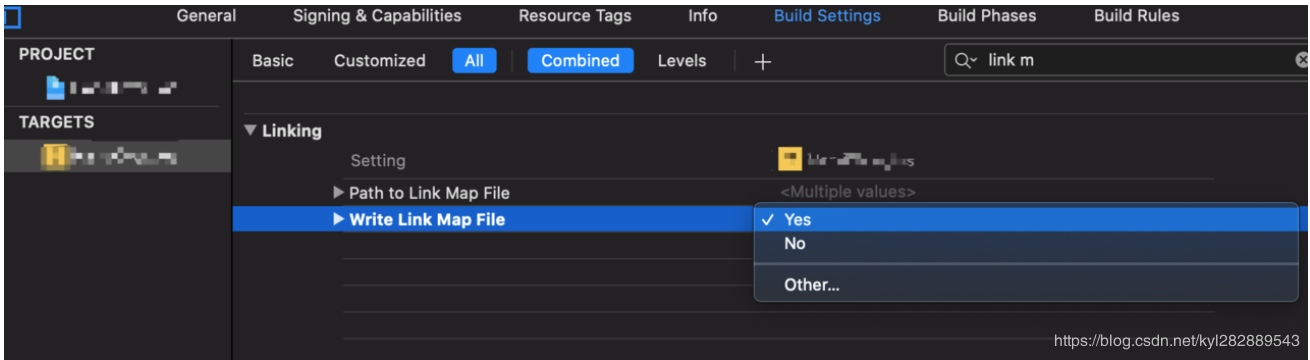 General Signing & Capabilities Resource Tags Info Build Settings Build Phases Build Rules
PROJECT
Basic Customized All Combined Levels + link m
TARGETS
Linking
Setting
Path to Link Map File <Multiple values>
Write Link Map File ✓ Yes
No
Other...
https://blog.csdn.net/kyl282889543